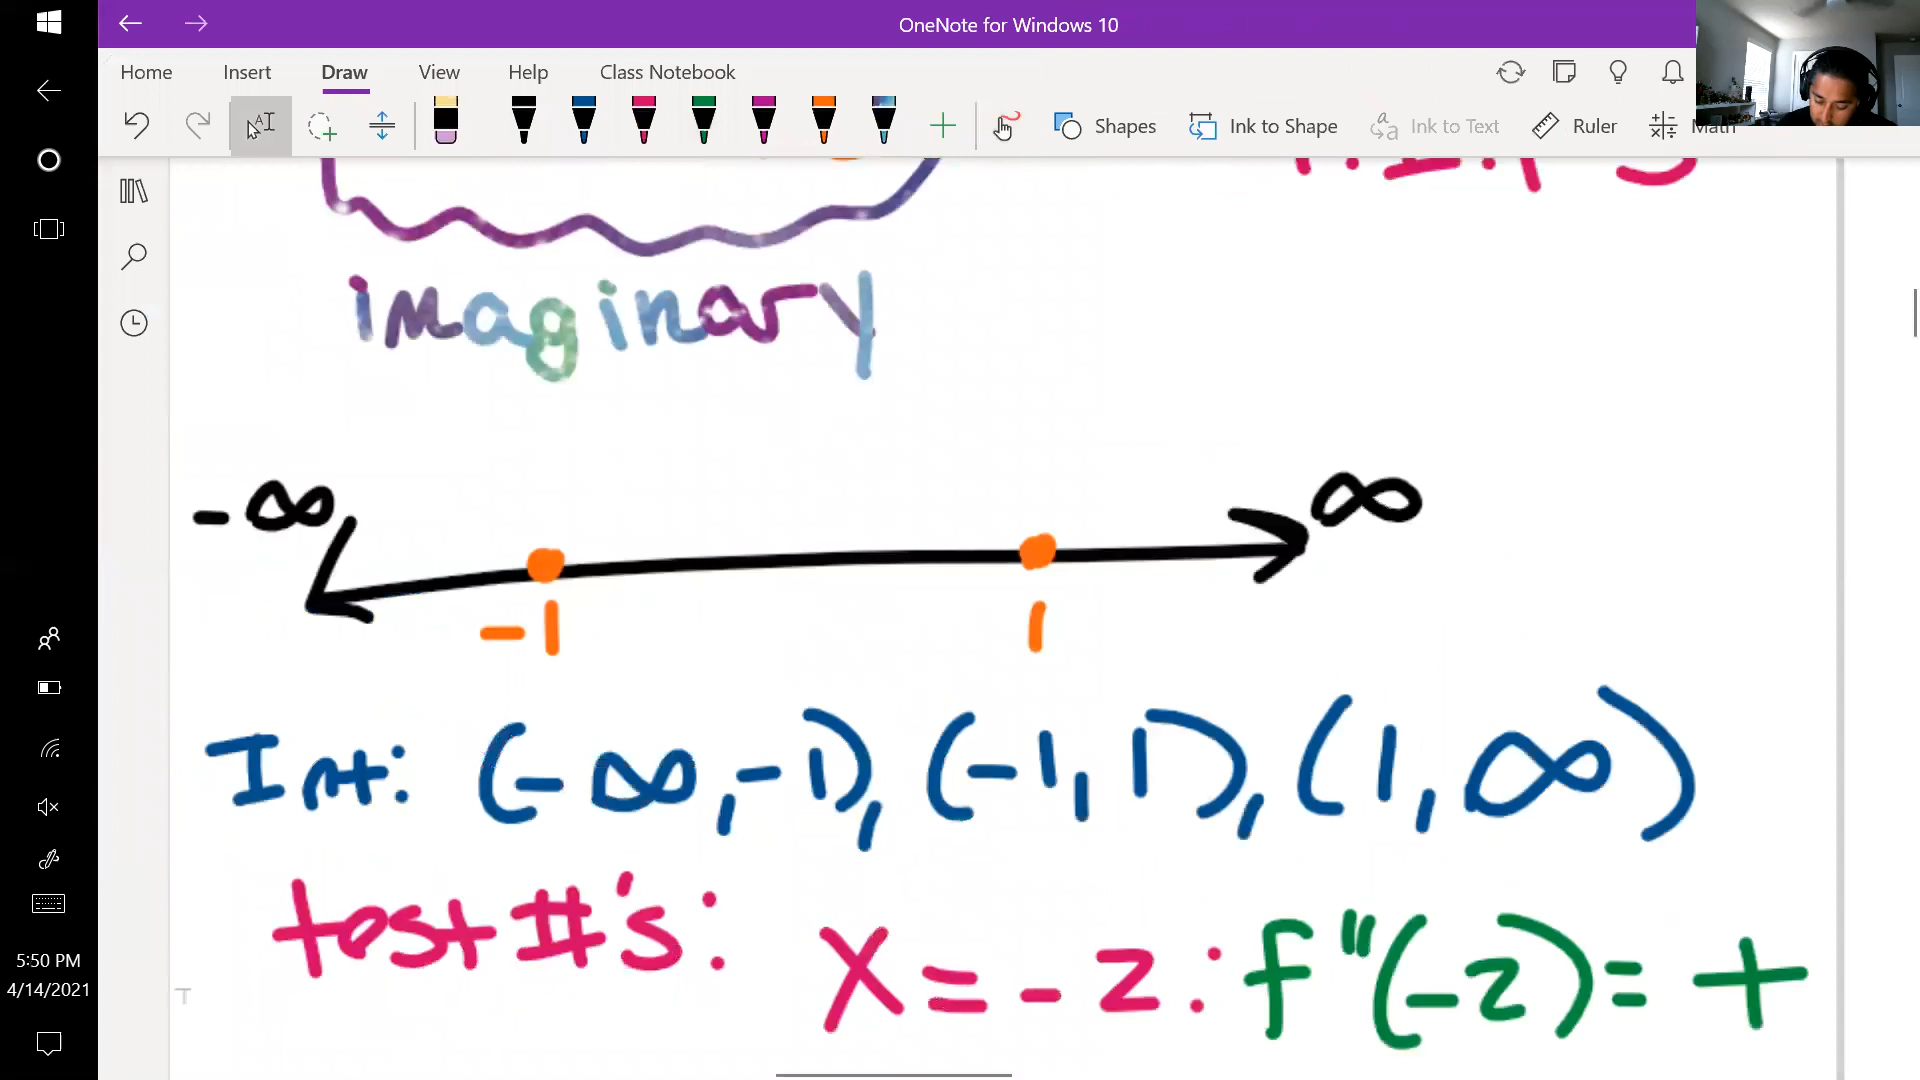 OneNote for Windows 10
Home Insert Draw View Help Class Notebook
Shapes Ink to Shape Ink to Text Ruler Math
imaginary
-∞ ∞
-1 1
Int: (-∞,-1), (-1,1), (1,∞)
test #'s: X=-2: f"(-2)=+
5:50 PM
4/14/2021